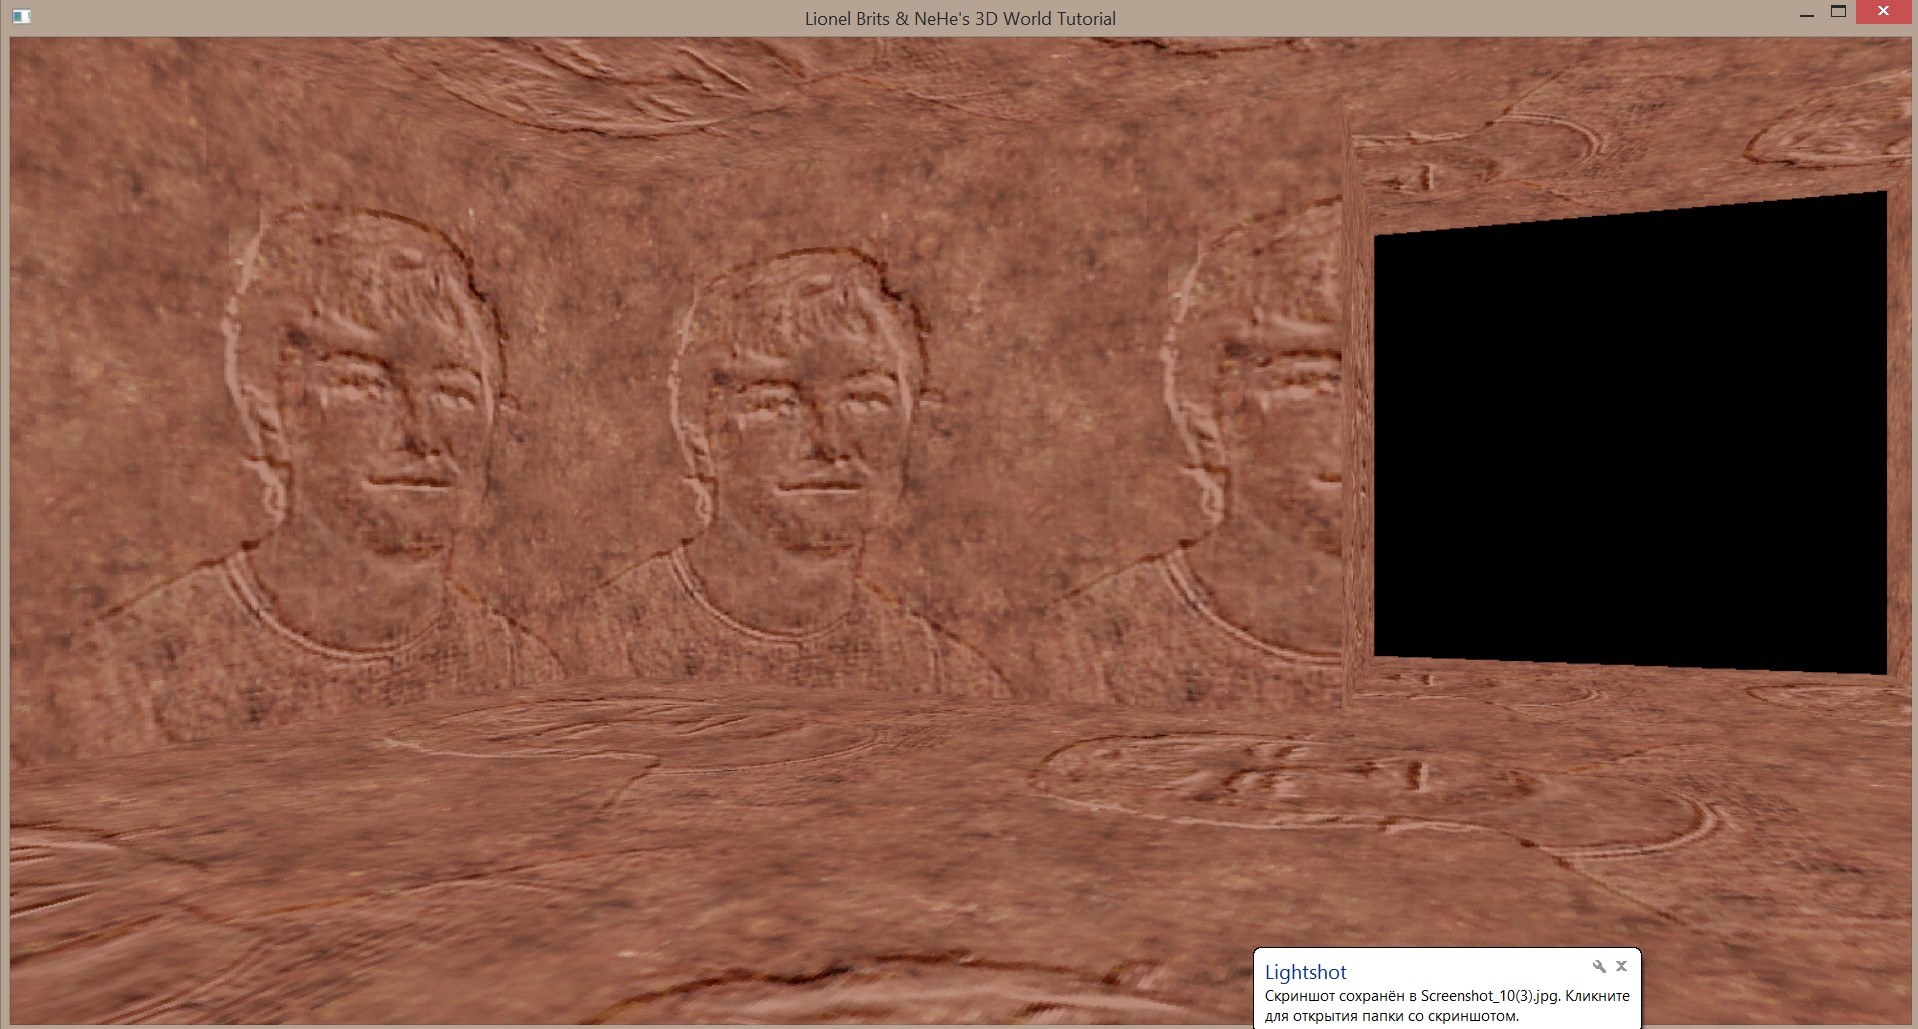 Lionel Brits & NeHe's 3D World Tutorial
Lightshot
Скриншот сохранён в Screenshot_10(3).jpg. Кликните
для открытия папки со скриншотом.